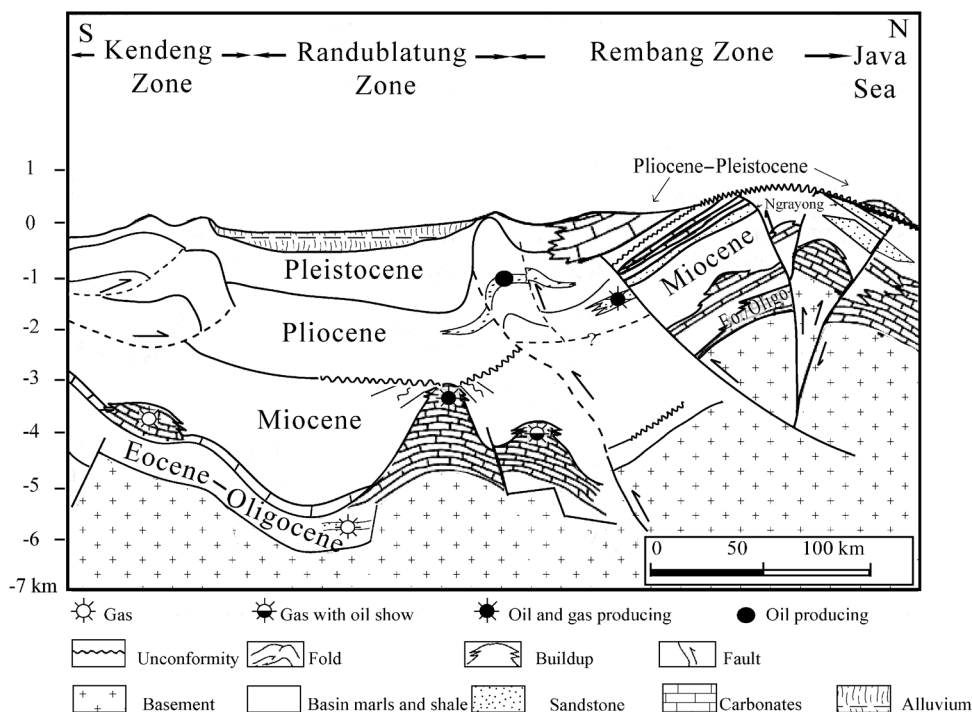 S
N
Kendeng
Zone
Randublatung
Zone
Rembang Zone
Java
Sea
Pliocene-Pleistocene
1
0
-1
-2
-3
-4
-5
-6
-7 km
Ngrayong
Pleistocene
Miocene
Eo./Oligo
Pliocene
?
Miocene
Eocene-Oligocene
0 50 100 km
Gas
Gas with oil show
Oil and gas producing
Oil producing
Unconformity
Fold
Buildup
Fault
Basement
Basin marls and shale
Sandstone
Carbonates
Alluvium